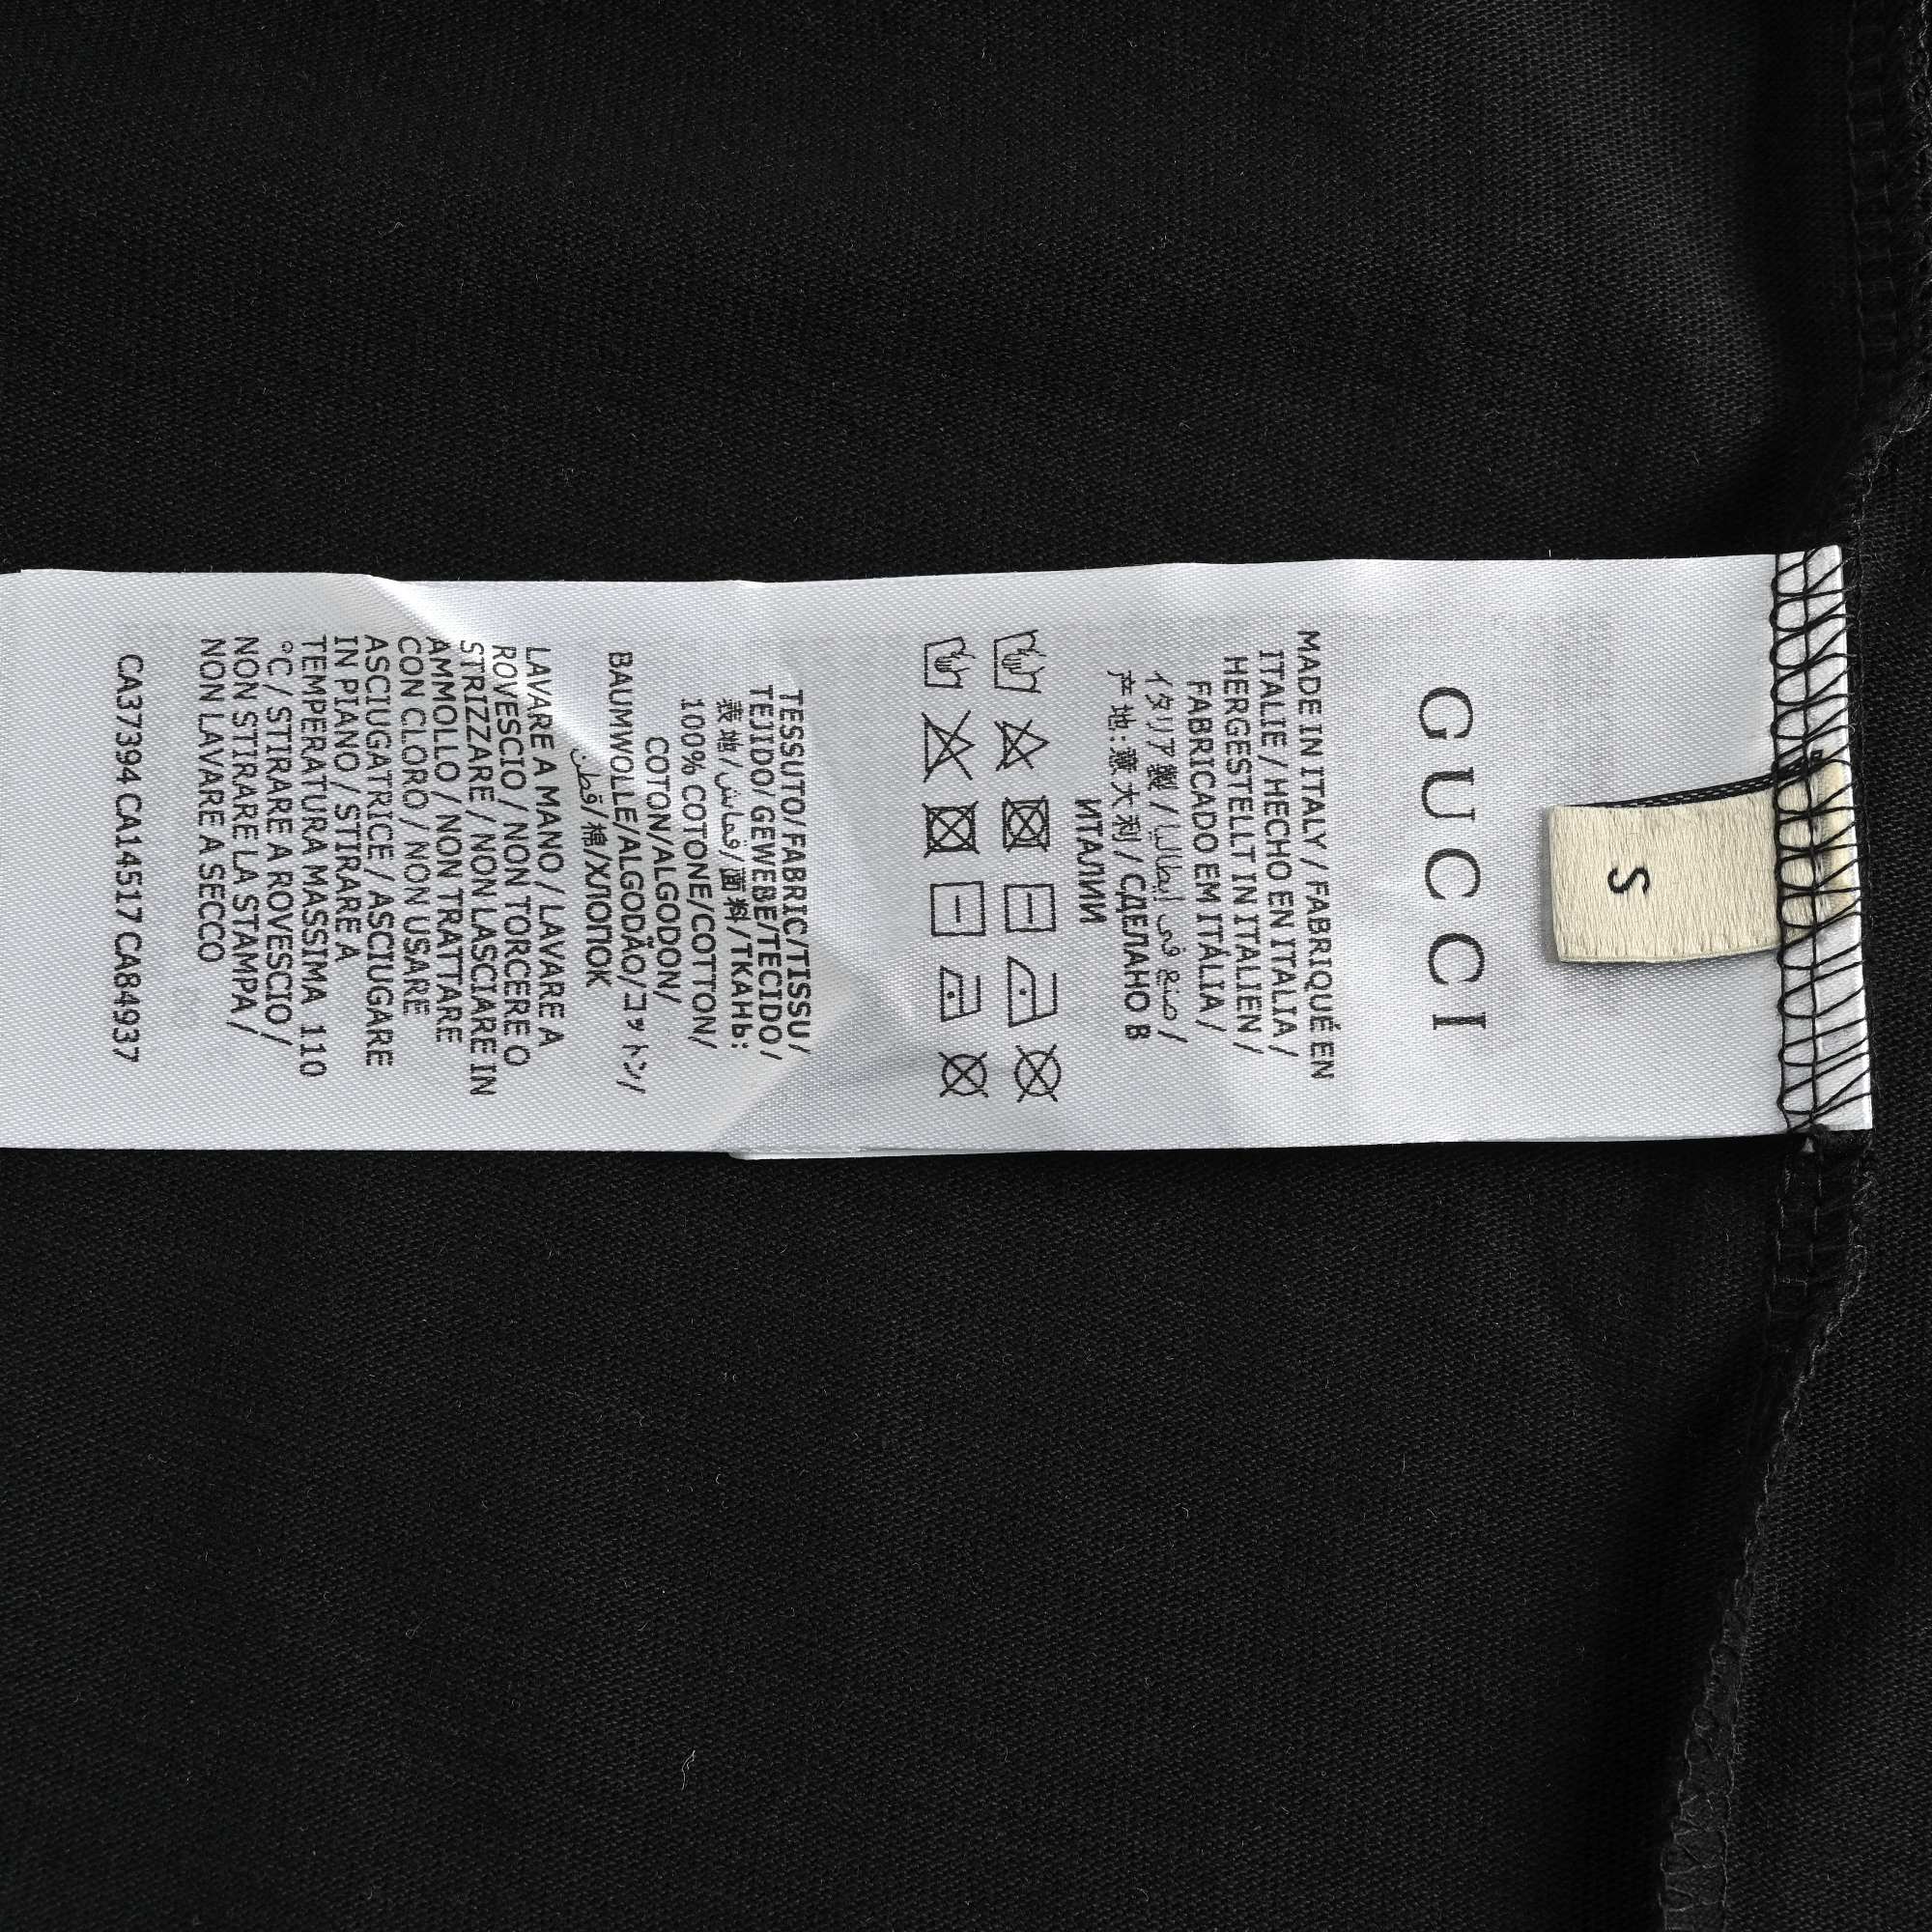 S
GUCCI
MADE IN ITALY / FABRIQUÉ EN
ITALIE / HECHO EN ITALIA /
HERGESTELLT IN ITALIEN /
FABRICADO EM ITÁLIA /
イタリア製 / صنع في إيطاليا /
产地:意大利 / СДЕЛАНО В
ИТАЛИИ
TESSUTO/FABRIC/TISSU/
TEJIDO/GEWEBE/TECIDO/
表地/قماش/面料/ТКАНЬ:
100% COTONE/COTTON/
COTON/ALGODON/
BAUMWOLLE/ALGODÃO/コットン/
قطن/棉/ХЛОПОК
LAVARE A MANO / LAVARE A
ROVESCIO / NON TORCERE O
STRIZZARE / NON LASCIARE IN
AMMOLLO / NON TRATTARE
CON CLORO / NON USARE
ASCIUGATRICE / ASCIUGARE
IN PIANO / STIRARE A
TEMPERATURA MASSIMA 110
°C / STIRARE A ROVESCIO /
NON STIRARE LA STAMPA /
NON LAVARE A SECCO
CA37394 CA14517 CA84937